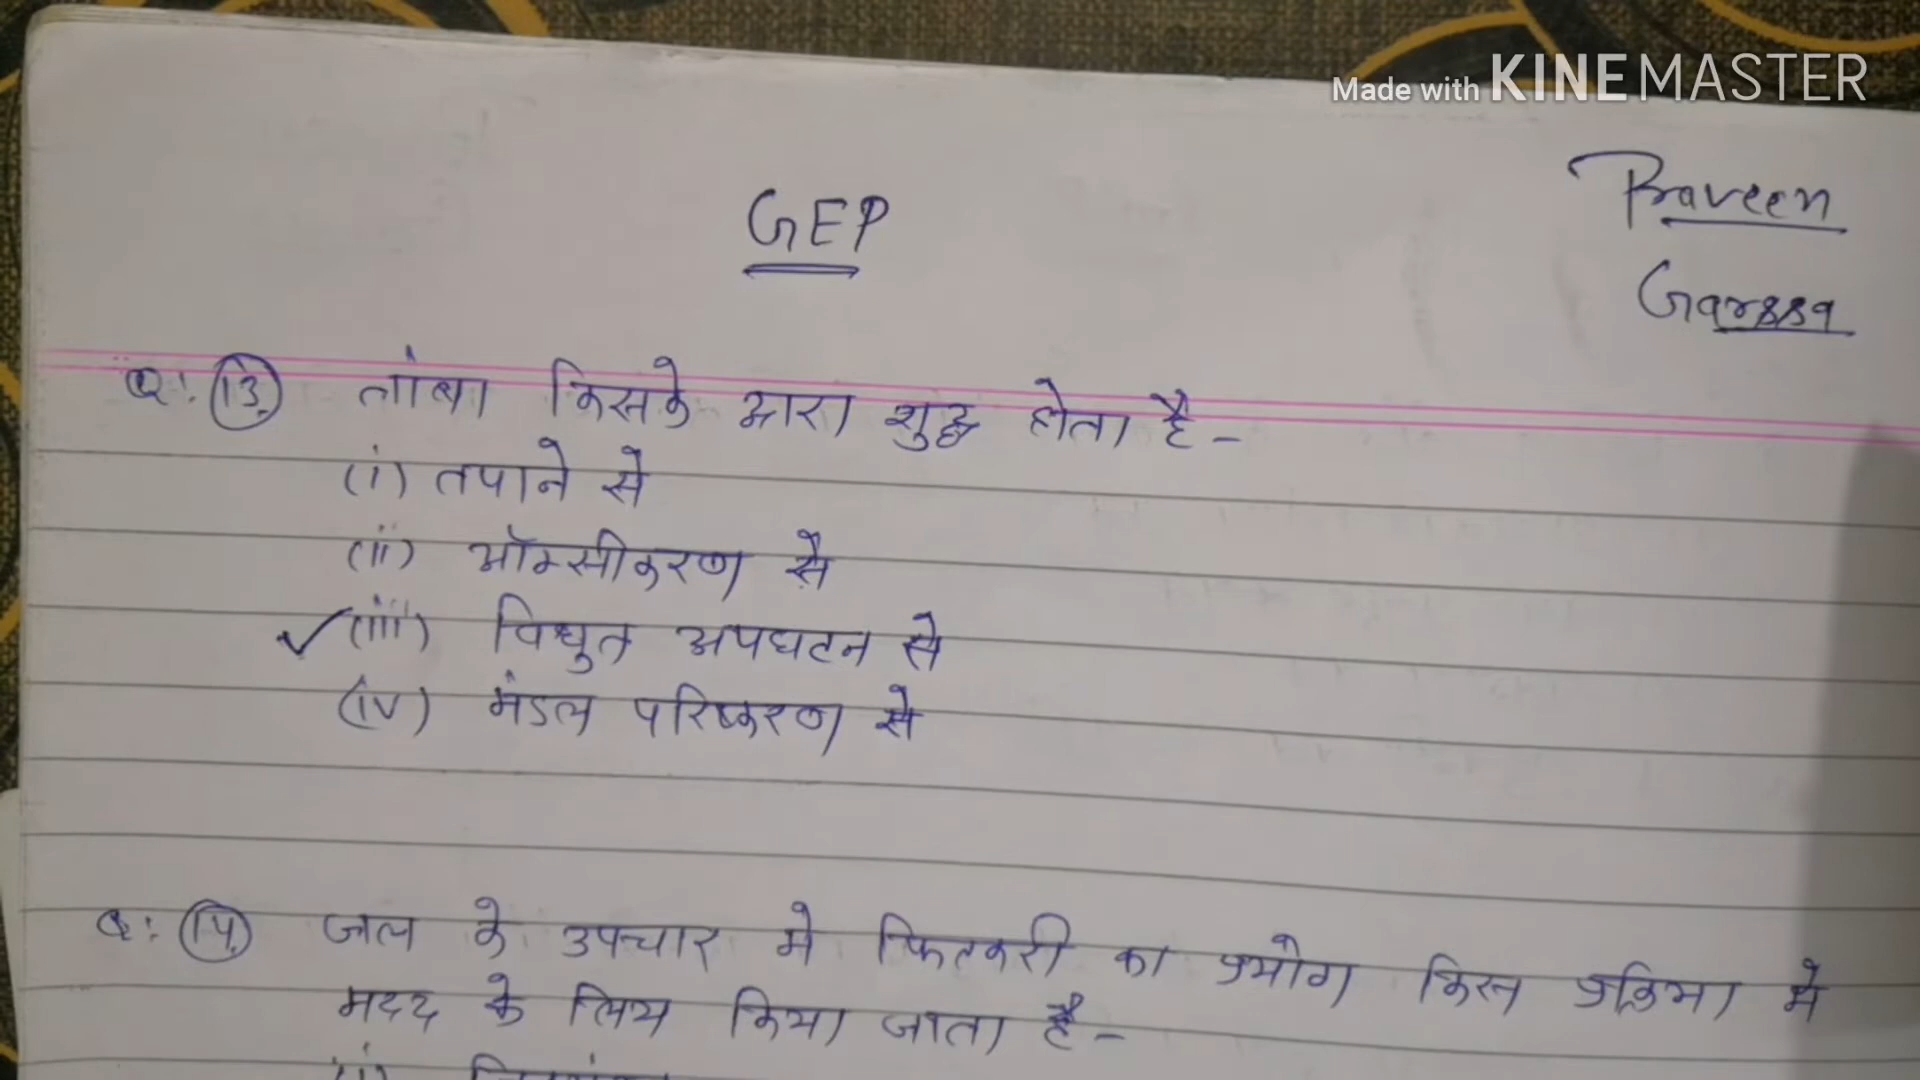 Made with KINEMASTER
GEP
Praveen
Q: 13. तांबा किसके द्वारा शुद्ध होता है-
(i) तपाने से
(ii) ऑक्सीकरण से
✓(iii) विद्युत अपघटन से
(iv) मंडल परिष्करण से
Q: 14. जल के उपचार मे फिटकरी का प्रयोग किस प्रक्रिया मे
मदद के लिय किया जाता है-
(i)